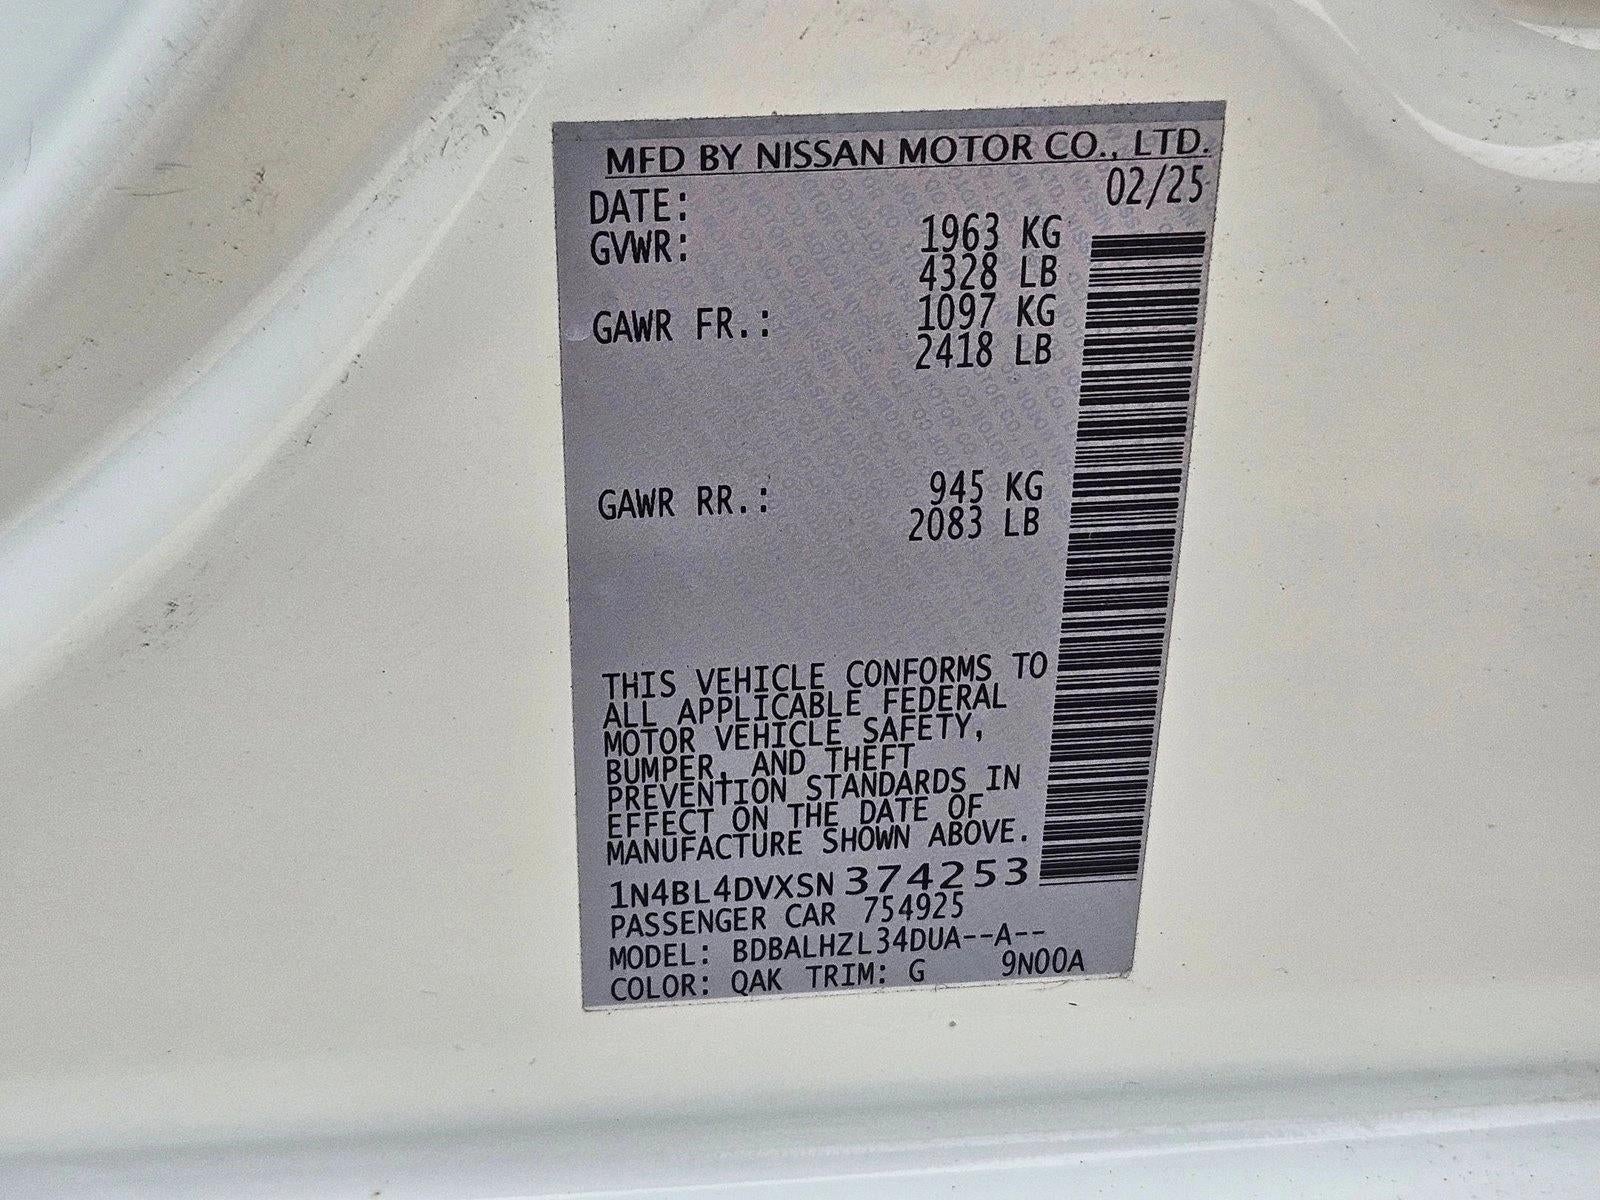 MFD BY NISSAN MOTOR CO., LTD.
DATE: 02/25
GVWR: 1963 KG
4328 LB
GAWR FR.: 1097 KG
2418 LB
GAWR RR.: 945 KG
2083 LB
THIS VEHICLE CONFORMS TO
ALL APPLICABLE FEDERAL
MOTOR VEHICLE SAFETY,
BUMPER, AND THEFT
PREVENTION STANDARDS IN
EFFECT ON THE DATE OF
MANUFACTURE SHOWN ABOVE.
1N4BL4DVXSN374253
PASSENGER CAR 754925
MODEL: BDBALHZL34DUA--A--
COLOR: QAK TRIM: G 9N00A